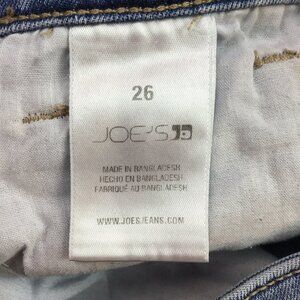 26
JOE'S
MADE IN BANGLADESH
HECHO EN BANGLADESH
FABRIQUÉ AU BANGLADESH
WWW.JOESJEANS.COM